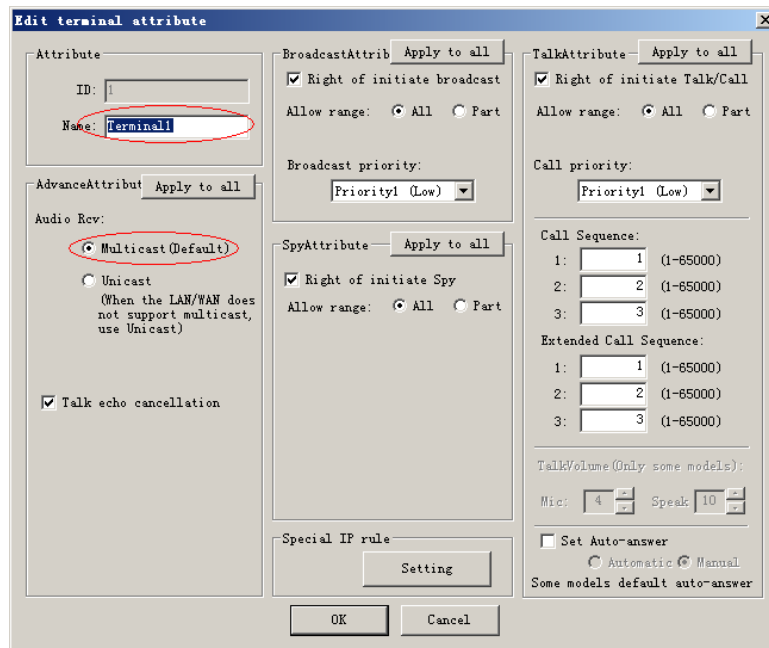 Edit terminal attribute
Attribute
ID: 1
Name: Terminal1
AdvanceAttribut Apply to all
Audio Rcv:
Multicast(Default)
Unicast
(When the LAN/WAN does
not support multicast,
use Unicast)
Talk echo cancellation
BroadcastAttrib Apply to all
Right of initiate broadcast
Allow range: All Part
Broadcast priority:
Priority1 (Low)
SpyAttribute Apply to all
Right of initiate Spy
Allow range: All Part
Special IP rule
Setting
TalkAttribute Apply to all
Right of initiate Talk/Call
Allow range: All Part
Call priority:
Priority1 (Low)
Call Sequence:
1: 1 (1-65000)
2: 2 (1-65000)
3: 3 (1-65000)
Extended Call Sequence:
1: 1 (1-65000)
2: 2 (1-65000)
3: 3 (1-65000)
TalkVolume(Only some models):
Mic: 4 Speak 10
Set Auto-answer
Automatic Manual
Some models default auto-answer
OK Cancel